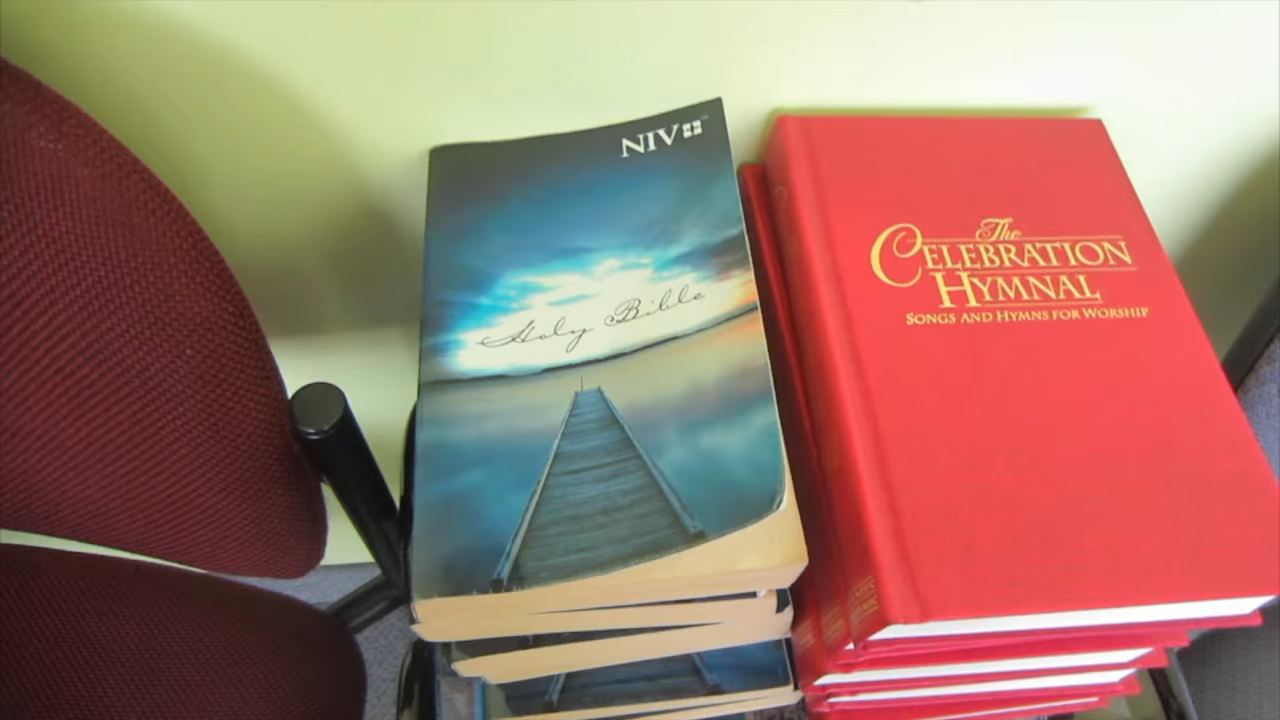 NIV
Holy Bible
The
CELEBRATION
HYMNAL
SONGS AND HYMNS FOR WORSHIP